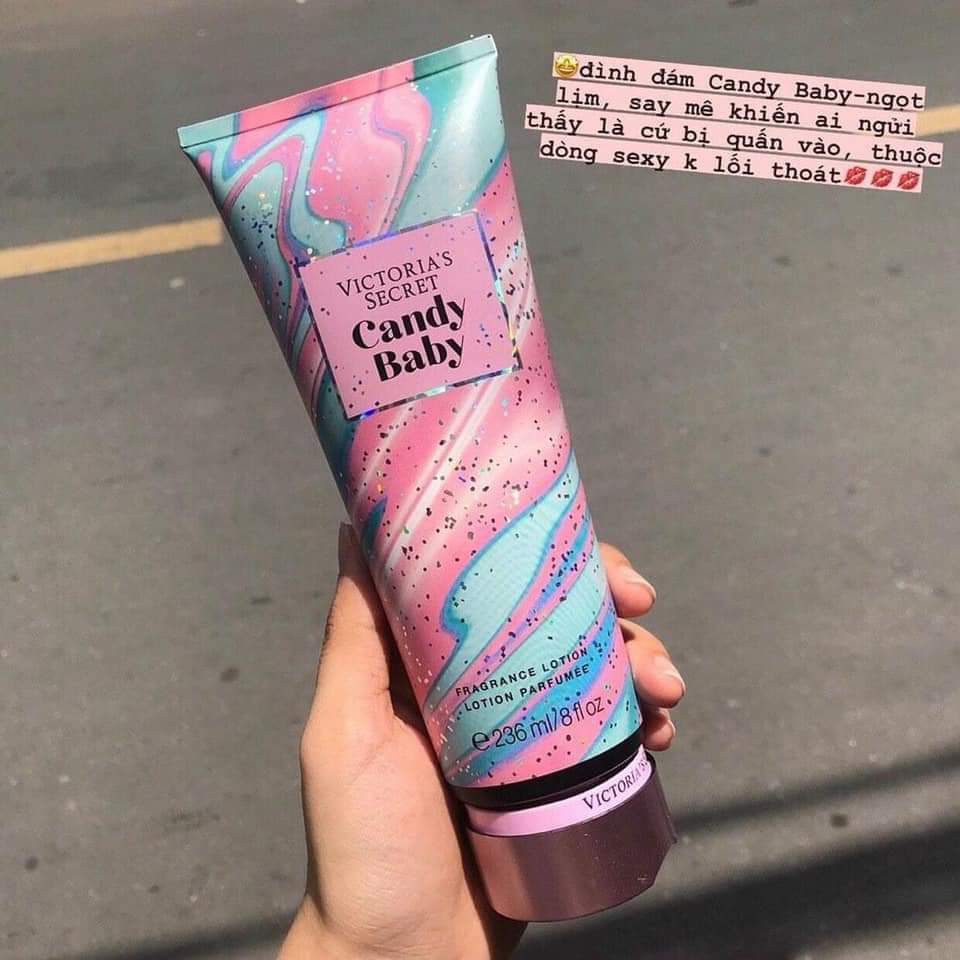 🤩đình đám Candy Baby-ngọt
lịm, say mê khiến ai ngửi
thấy là cứ bị quấn vào, thuộc
dòng sexy k lối thoát💋💋💋
VICTORIA'S
SECRET
Candy
Baby
FRAGRANCE LOTION
LOTION PARFUMÉE
e 236 ml/8 fl oz
VICTORIA'S